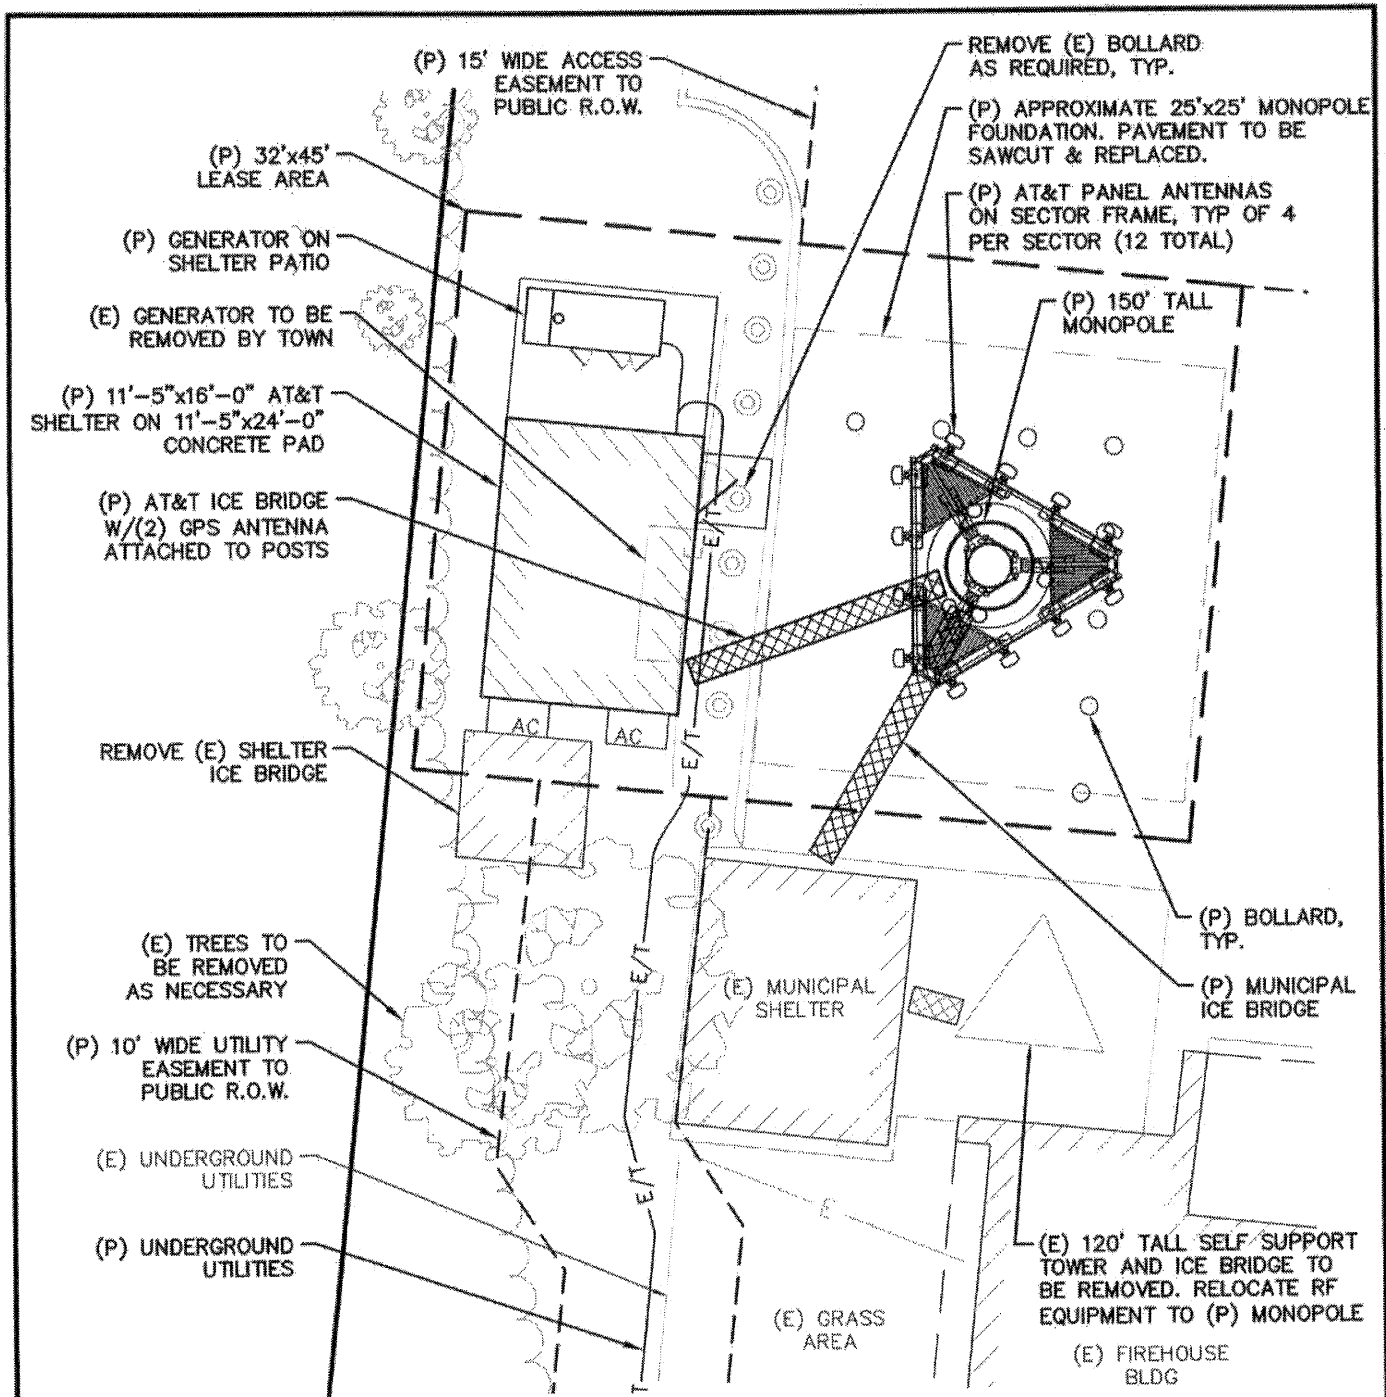 (P) 15' WIDE ACCESS
EASEMENT TO
PUBLIC R.O.W.
REMOVE (E) BOLLARD
AS REQUIRED, TYP.
(P) APPROXIMATE 25'x25' MONOPOLE
FOUNDATION. PAVEMENT TO BE
SAWCUT & REPLACED.
(P) 32'x45'
LEASE AREA
(P) AT&T PANEL ANTENNAS
ON SECTOR FRAME, TYP OF 4
PER SECTOR (12 TOTAL)
(P) GENERATOR ON
SHELTER PATIO
(P) 150' TALL
MONOPOLE
(E) GENERATOR TO BE
REMOVED BY TOWN
(P) 11'-5"x16'-0" AT&T
SHELTER ON 11'-5"x24'-0"
CONCRETE PAD
(P) AT&T ICE BRIDGE
W/(2) GPS ANTENNA
ATTACHED TO POSTS
E/T
AC
AC
E/T
REMOVE (E) SHELTER
ICE BRIDGE
(P) BOLLARD,
TYP.
(E) TREES TO
BE REMOVED
AS NECESSARY
E/T
(E) MUNICIPAL
SHELTER
(P) MUNICIPAL
ICE BRIDGE
(P) 10' WIDE UTILITY
EASEMENT TO
PUBLIC R.O.W.
(E) UNDERGROUND
UTILITIES
E/T
E
(P) UNDERGROUND
UTILITIES
(E) 120' TALL SELF SUPPORT
TOWER AND ICE BRIDGE TO
BE REMOVED. RELOCATE RF
EQUIPMENT TO (P) MONOPOLE
(E) GRASS
AREA
(E) FIREHOUSE
BLDG
T